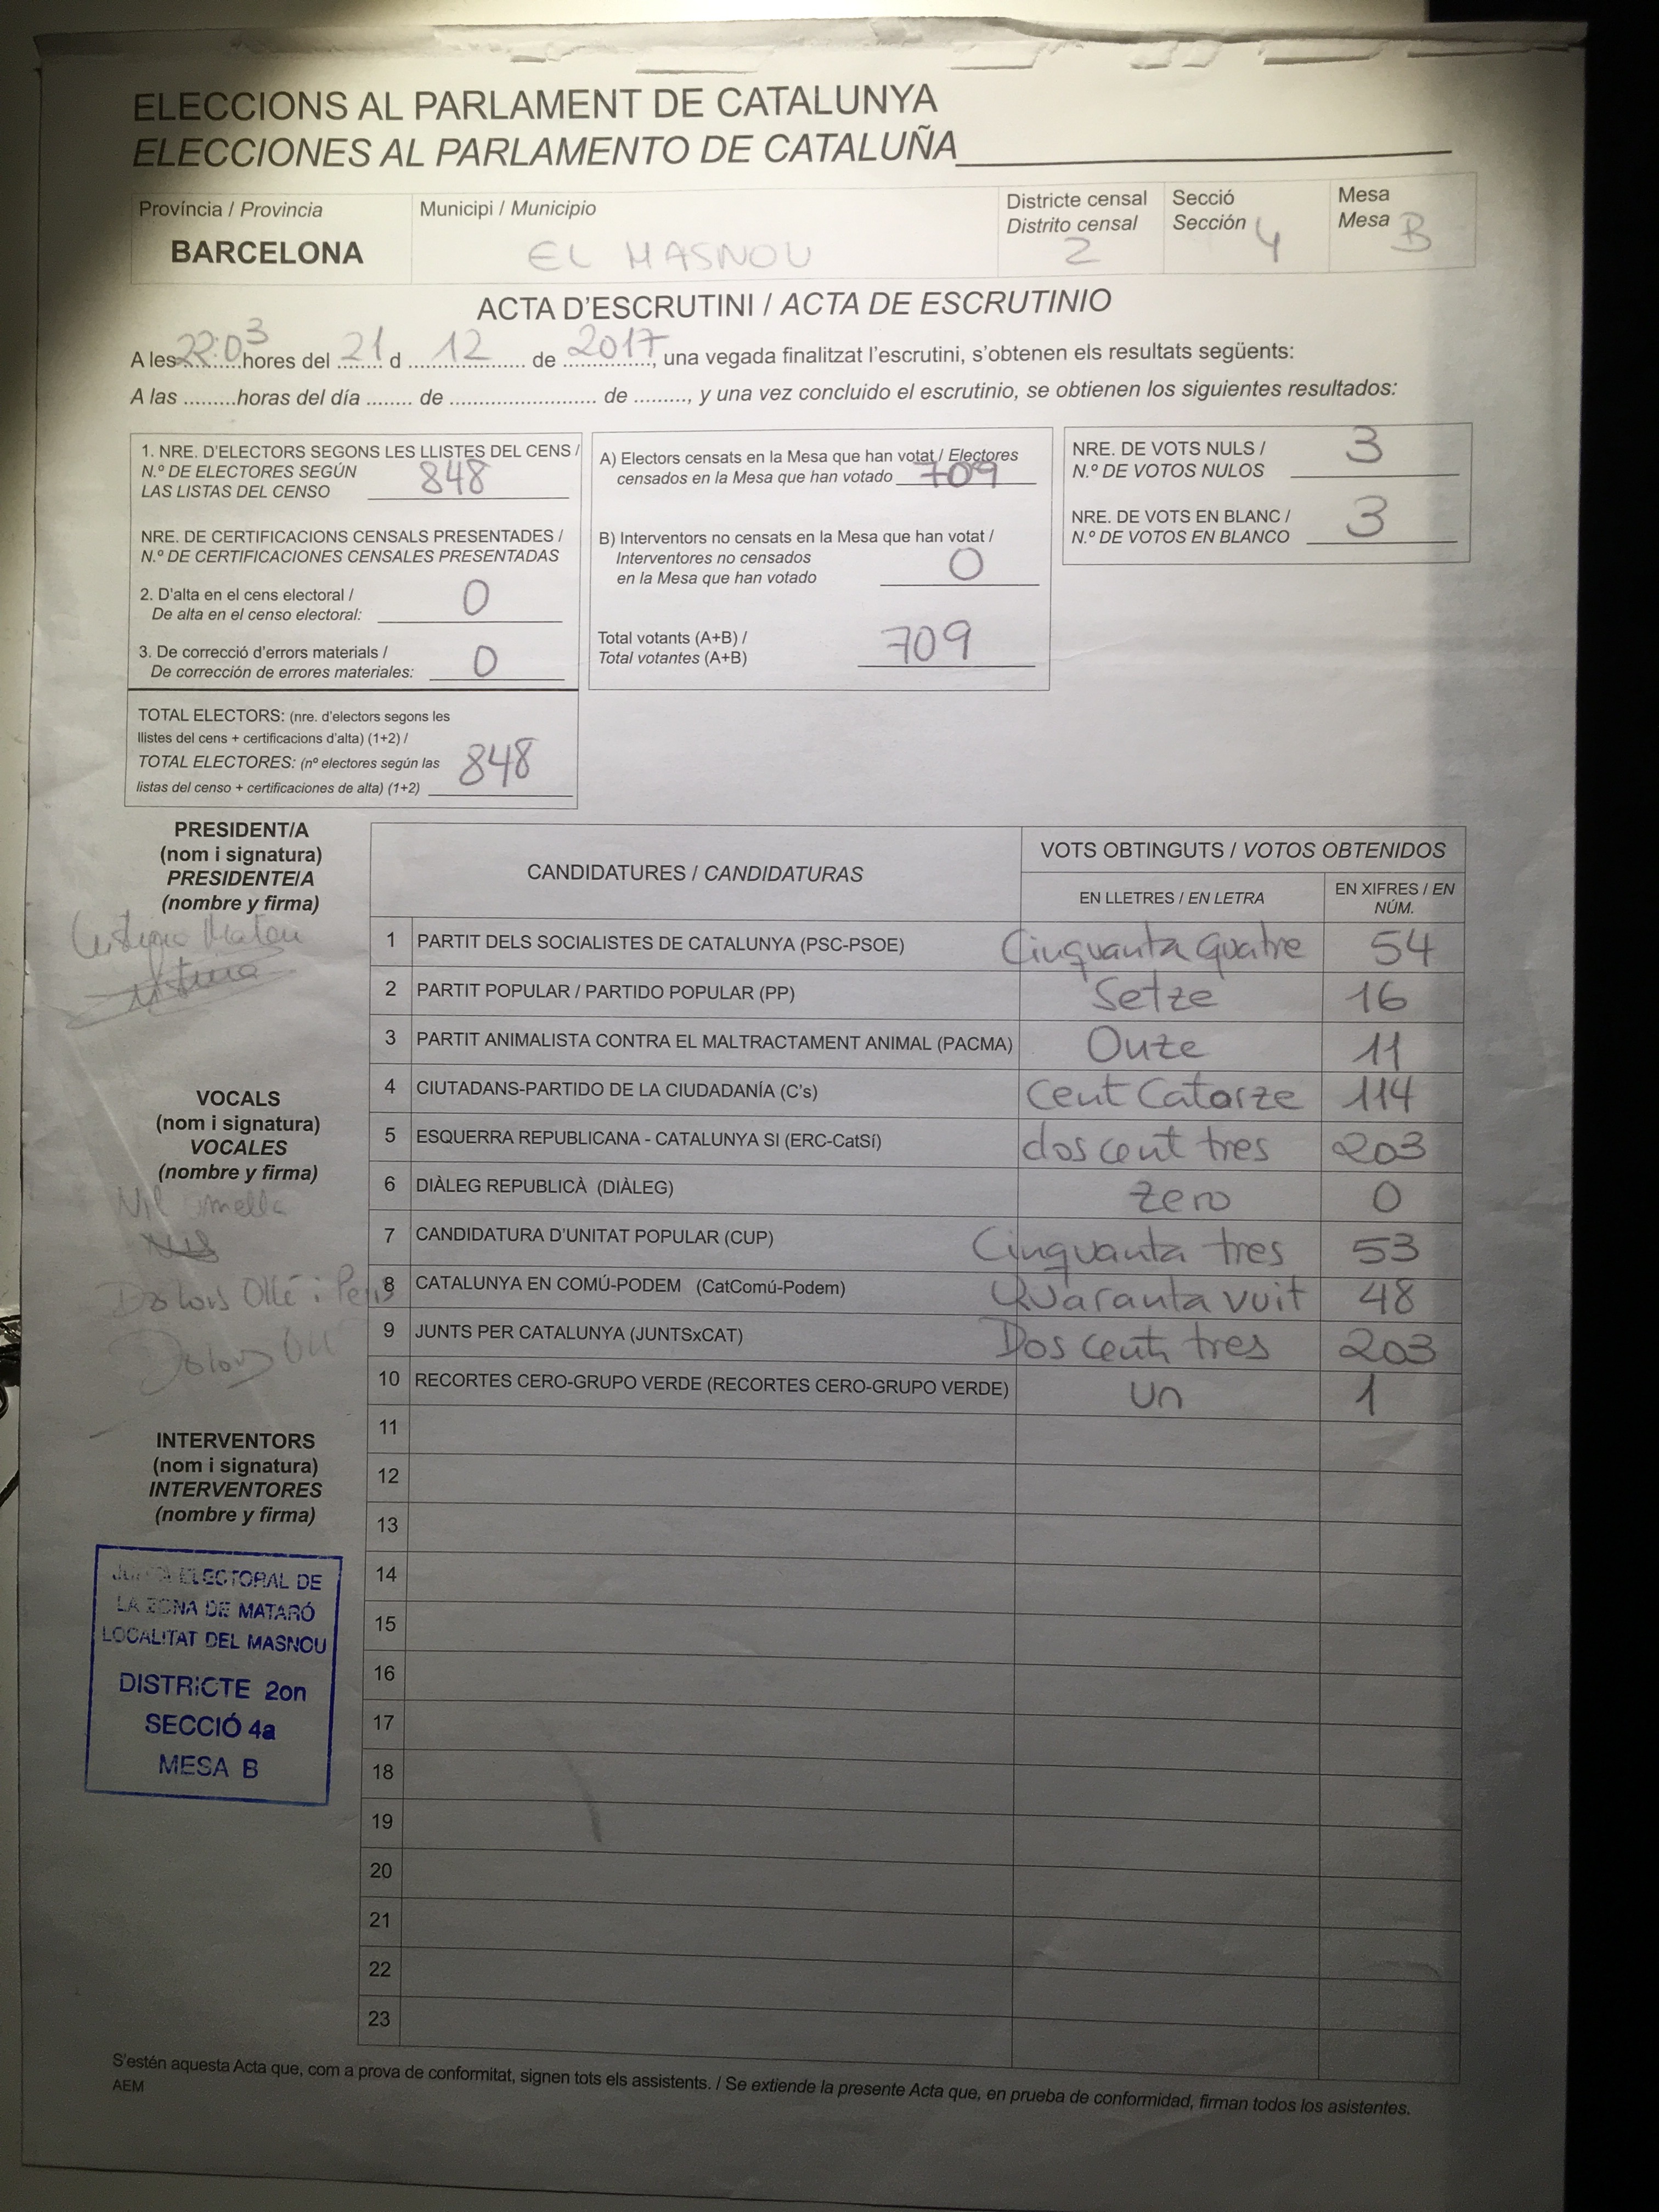 ELECCIONS AL PARLAMENT DE CATALUNYA
ELECCIONES AL PARLAMENTO DE CATALUÑA
Província / Provincia
BARCELONA
Municipi / Municipio
EL MASNOU
Districte censal
Distrito censal
2
Secció
Sección 4
Mesa
Mesa B
ACTA D'ESCRUTINI / ACTA DE ESCRUTINIO
A les 22:03 hores del 21 d 12 de 2017, una vegada finalitzat l'escrutini, s'obtenen els resultats següents:
A las .........horas del día ........ de .......................... de ........., y una vez concluido el escrutinio, se obtienen los siguientes resultados:
1. NRE. D'ELECTORS SEGONS LES LLISTES DEL CENS /
N.º DE ELECTORES SEGÚN
LAS LISTAS DEL CENSO 848
NRE. DE CERTIFICACIONS CENSALS PRESENTADES /
N.º DE CERTIFICACIONES CENSALES PRESENTADAS
2. D'alta en el cens electoral /
De alta en el censo electoral: 0
3. De correcció d'errors materials /
De corrección de errores materiales: 0
TOTAL ELECTORS: (nre. d'electors segons les
llistes del cens + certificacions d'alta) (1+2) /
TOTAL ELECTORES: (nº electores según las
listas del censo + certificaciones de alta) (1+2) 848
A) Electors censats en la Mesa que han votat / Electores
censados en la Mesa que han votado 709
B) Interventors no censats en la Mesa que han votat /
Interventores no censados
en la Mesa que han votado 0
Total votants (A+B) /
Total votantes (A+B) 709
NRE. DE VOTS NULS /
N.º DE VOTOS NULOS 3
NRE. DE VOTS EN BLANC /
N.º DE VOTOS EN BLANCO 3
PRESIDENT/A
(nom i signatura)
PRESIDENTE/A
(nombre y firma)
VOCALS
(nom i signatura)
VOCALES
(nombre y firma)
Nil
Dolors Ollé i
Dolors Oll
INTERVENTORS
(nom i signatura)
INTERVENTORES
(nombre y firma)
JUNTA ELECTORAL DE
LA ZONA DE MATARÓ
LOCALITAT DEL MASNOU
DISTRICTE 2on
SECCIÓ 4a
MESA B
CANDIDATURES / CANDIDATURAS
VOTS OBTINGUTS / VOTOS OBTENIDOS
EN LLETRES / EN LETRA
EN XIFRES / EN
NÚM.
1 PARTIT DELS SOCIALISTES DE CATALUNYA (PSC-PSOE) Cinquanta quatre 54
2 PARTIT POPULAR / PARTIDO POPULAR (PP) Setze 16
3 PARTIT ANIMALISTA CONTRA EL MALTRACTAMENT ANIMAL (PACMA) Onze 11
4 CIUTADANS-PARTIDO DE LA CIUDADANÍA (C's) Cent Catorze 114
5 ESQUERRA REPUBLICANA - CATALUNYA SI (ERC-CatSí) dos cent tres 203
6 DIÀLEG REPUBLICÀ (DIÀLEG) zero 0
7 CANDIDATURA D'UNITAT POPULAR (CUP) Cinquanta tres 53
8 CATALUNYA EN COMÚ-PODEM (CatComú-Podem) Quaranta vuit 48
9 JUNTS PER CATALUNYA (JUNTSxCAT) Dos cent tres 203
10 RECORTES CERO-GRUPO VERDE (RECORTES CERO-GRUPO VERDE) Un 1
11
12
13
14
15
16
17
18
19
20
21
22
23
S'estén aquesta Acta que, com a prova de conformitat, signen tots els assistents. / Se extiende la presente Acta que, en prueba de conformidad, firman todos los asistentes.
AEM